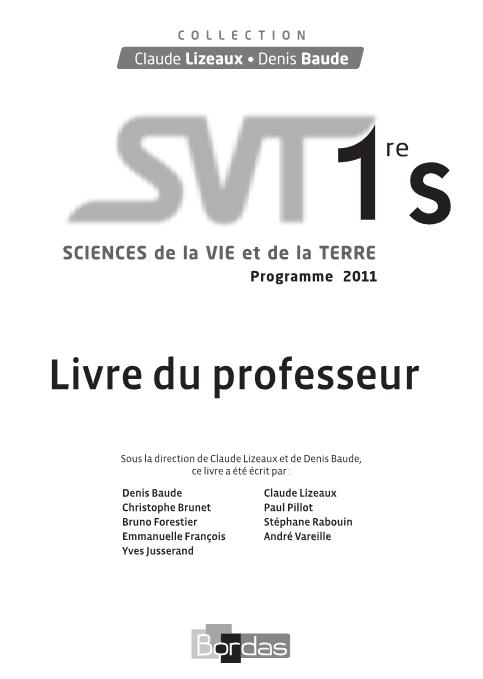 COLLECTION
Claude Lizeaux • Denis Baude
SVT 1re S
SCIENCES de la VIE et de la TERRE
Programme 2011
Livre du professeur
Sous la direction de Claude Lizeaux et de Denis Baude,
ce livre a été écrit par :
Denis Baude
Christophe Brunet
Bruno Forestier
Emmanuelle François
Yves Jusserand
Claude Lizeaux
Paul Pillot
Stéphane Rabouin
André Vareille
Bordas